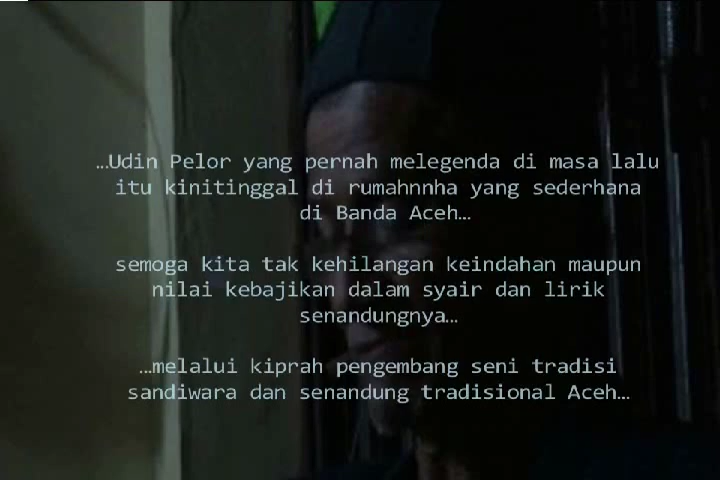 …Udin Pelor yang pernah melegenda di masa lalu
itu kinitinggal di rumahnnha yang sederhana
di Banda Aceh…
semoga kita tak kehilangan keindahan maupun
nilai kebajikan dalam syair dan lirik
senandungnya…
…melalui kiprah pengembang seni tradisi
sandiwara dan senandung tradisional Aceh…